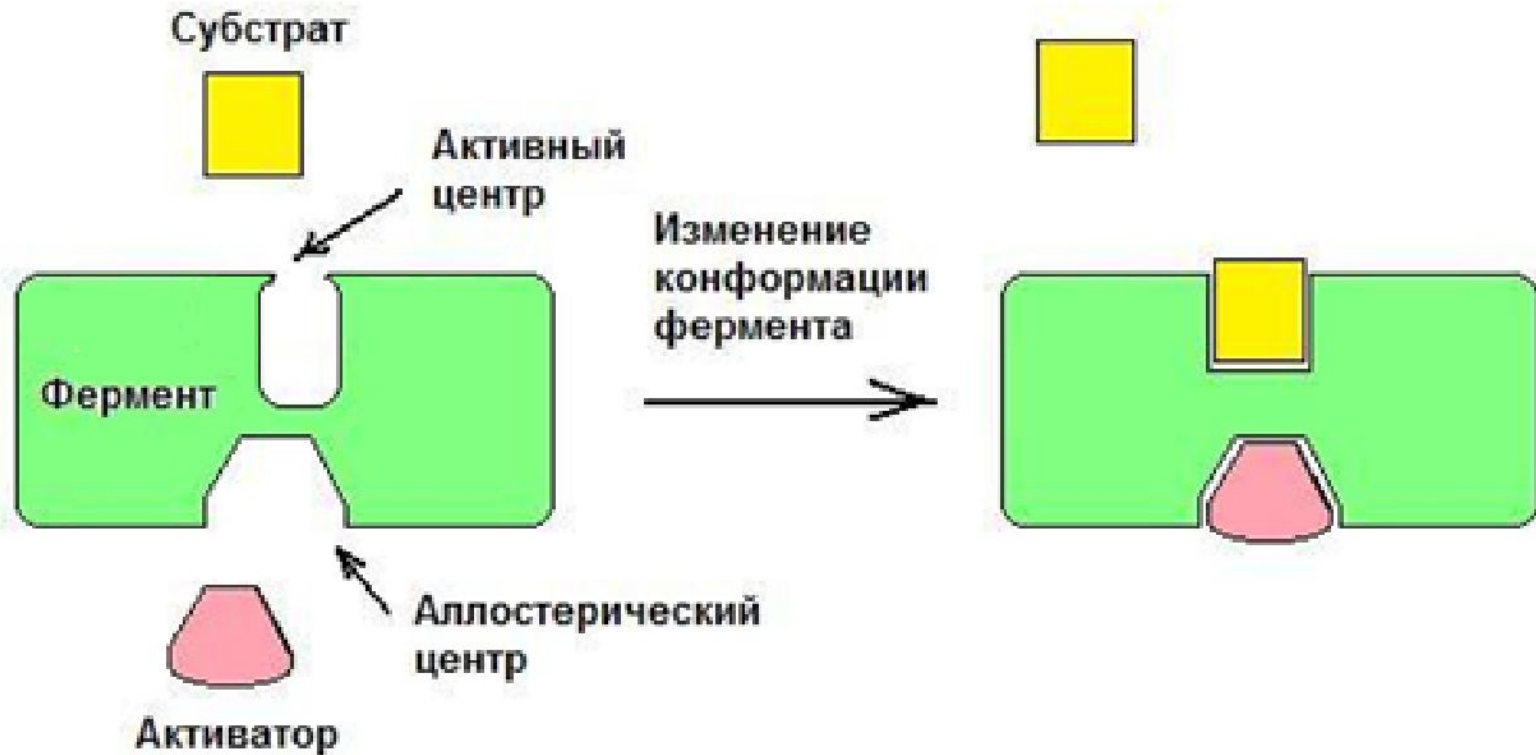 Субстрат
Активный
центр
Изменение
конформации
фермента
Фермент
Аллостерический
центр
Активатор